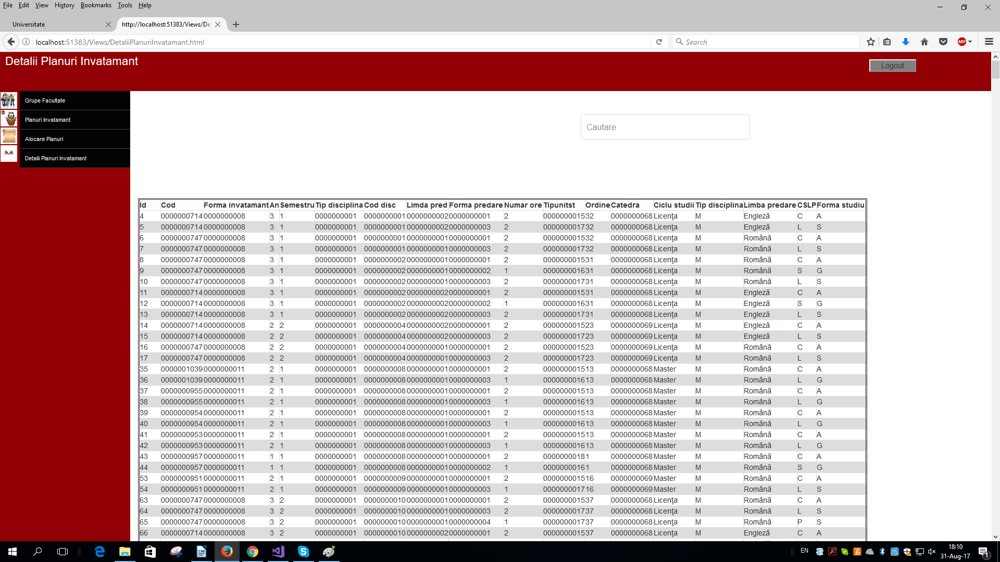 File Edit View History Bookmarks Tools Help
Universitate http://localhost:51383/Views/De
localhost:51383/Views/DetaliiPlanuriInvatamant.html Search ABP
Detalii Planuri Invatamant Logout
Grupe Facultate
Planuri Invatamant
Alocare Planuri
Detalii Planuri Invatamant
Cautare
Id Cod Forma invatamant An Semestru Tip disciplina Cod disc Limda pred Forma predare Numar ore Tipunitst Ordine Catedra Ciclu studii Tip disciplina Limba predare CSLP Forma studiu
4 0000000714 0000000008 3 1 0000000001 0000000001 0000000002 0000000001 2 0000000015 32 0000000068 Licenţa M Engleză C A
5 0000000714 0000000008 3 1 0000000001 0000000001 0000000002 0000000003 2 0000000017 32 0000000068 Licenţa M Engleză L S
6 0000000747 0000000008 3 1 0000000001 0000000001 0000000001 0000000001 2 0000000015 32 0000000068 Licenţa M Română C A
7 0000000747 0000000008 3 1 0000000001 0000000001 0000000001 0000000003 2 0000000017 32 0000000068 Licenţa M Română L S
8 0000000747 0000000008 3 1 0000000001 0000000002 0000000001 0000000001 2 0000000015 31 0000000068 Licenţa M Română C A
9 0000000747 0000000008 3 1 0000000001 0000000002 0000000001 0000000002 1 0000000016 31 0000000068 Licenţa M Română S G
10 0000000747 0000000008 3 1 0000000001 0000000002 0000000001 0000000003 2 0000000017 31 0000000068 Licenţa M Română L S
11 0000000714 0000000008 3 1 0000000001 0000000002 0000000002 0000000001 2 0000000015 31 0000000068 Licenţa M Engleză C A
12 0000000714 0000000008 3 1 0000000001 0000000002 0000000002 0000000002 1 0000000016 31 0000000068 Licenţa M Engleză S G
13 0000000714 0000000008 3 1 0000000001 0000000002 0000000002 0000000003 2 0000000017 31 0000000068 Licenţa M Engleză L S
14 0000000714 0000000008 2 2 0000000001 0000000004 0000000002 0000000001 2 0000000015 23 0000000069 Licenţa M Engleză C A
15 0000000714 0000000008 2 2 0000000001 0000000004 0000000002 0000000003 2 0000000017 23 0000000069 Licenţa M Engleză L S
16 0000000747 0000000008 2 2 0000000001 0000000004 0000000001 0000000001 2 0000000015 23 0000000069 Licenţa M Română C A
17 0000000747 0000000008 2 2 0000000001 0000000004 0000000001 0000000003 2 0000000017 23 0000000069 Licenţa M Română L S
35 0000001039 0000000011 2 1 0000000001 0000000008 0000000001 0000000001 2 0000000015 13 0000000068 Master M Română C A
36 0000001039 0000000011 2 1 0000000001 0000000008 0000000001 0000000003 1 0000000016 13 0000000068 Master M Română L G
37 0000000955 0000000011 2 1 0000000001 0000000008 0000000001 0000000001 2 0000000015 13 0000000068 Master M Română C A
38 0000000955 0000000011 2 1 0000000001 0000000008 0000000001 0000000003 1 0000000016 13 0000000068 Master M Română L G
39 0000000954 0000000011 2 1 0000000001 0000000008 0000000001 0000000001 2 0000000015 13 0000000068 Master M Română C A
40 0000000954 0000000011 2 1 0000000001 0000000008 0000000001 0000000003 1 0000000016 13 0000000068 Master M Română L G
41 0000000953 0000000011 2 1 0000000001 0000000008 0000000001 0000000001 2 0000000015 13 0000000068 Master M Română C A
42 0000000953 0000000011 2 1 0000000001 0000000008 0000000001 0000000003 1 0000000016 13 0000000068 Master M Română L G
43 0000000957 0000000011 1 1 0000000001 0000000008 0000000001 0000000001 2 0000000018 1 0000000068 Master M Română C A
44 0000000957 0000000011 1 1 0000000001 0000000008 0000000001 0000000002 1 0000000016 1 0000000068 Master M Română S G
53 0000000951 0000000011 2 1 0000000001 0000000009 0000000001 0000000001 2 0000000015 16 0000000069 Master M Română C A
54 0000000951 0000000011 2 1 0000000001 0000000009 0000000001 0000000003 1 0000000017 16 0000000069 Master M Română L S
63 0000000747 0000000008 3 2 0000000001 0000000010 0000000001 0000000001 2 0000000015 37 0000000068 Licenţa M Română C A
64 0000000747 0000000008 3 2 0000000001 0000000010 0000000001 0000000003 2 0000000017 37 0000000068 Licenţa M Română L S
65 0000000747 0000000008 3 2 0000000001 0000000010 0000000001 0000000004 1 0000000017 37 0000000068 Licenţa M Română P S
66 0000000714 0000000008 3 2 0000000001 0000000010 0000000002 0000000001 2 0000000015 37 0000000068 Licenţa M Engleză C A
EN 18:10
31-Aug-17 1